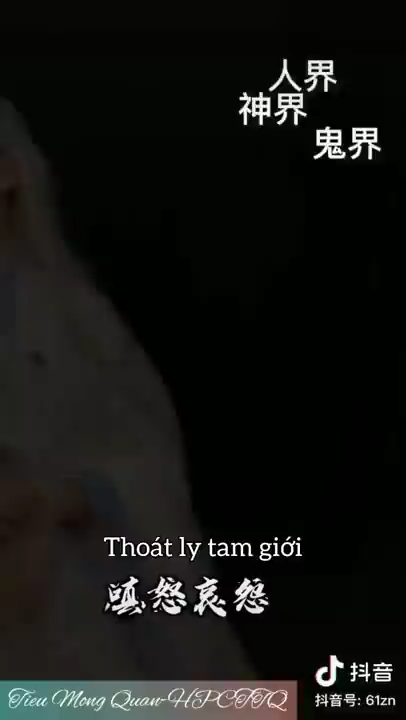 人界
神界
鬼界
Thoát ly tam giới
嗔怒哀怨
抖音
抖音号: 61zn
Tieu Mong Quan-HPCTTQ